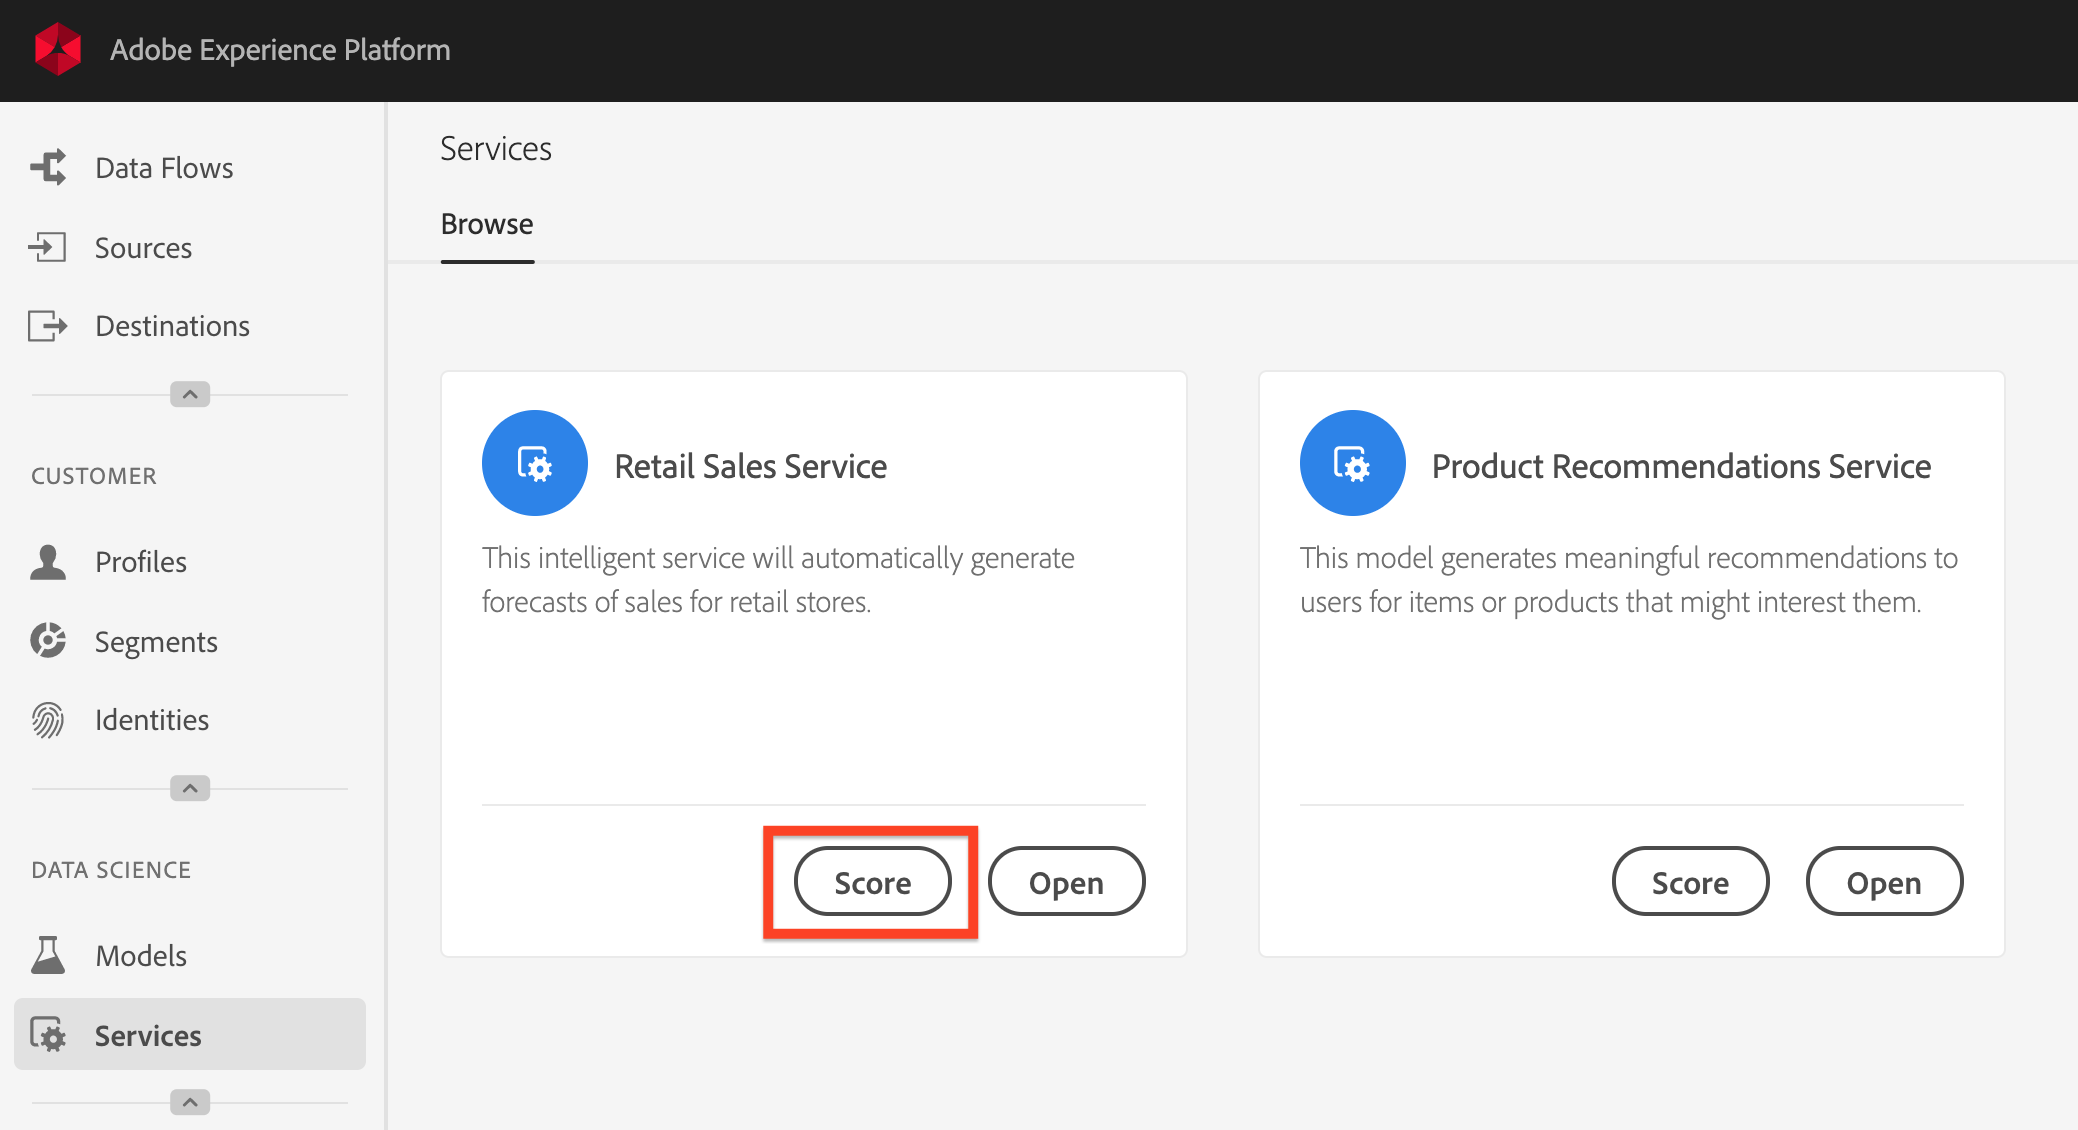 Adobe Experience Platform
Data Flows
Sources
Destinations
CUSTOMER
Profiles
Segments
Identities
DATA SCIENCE
Models
Services
Services
Browse
Retail Sales Service
This intelligent service will automatically generate
forecasts of sales for retail stores.
Score
Open
Product Recommendations Service
This model generates meaningful recommendations to
users for items or products that might interest them.
Score
Open